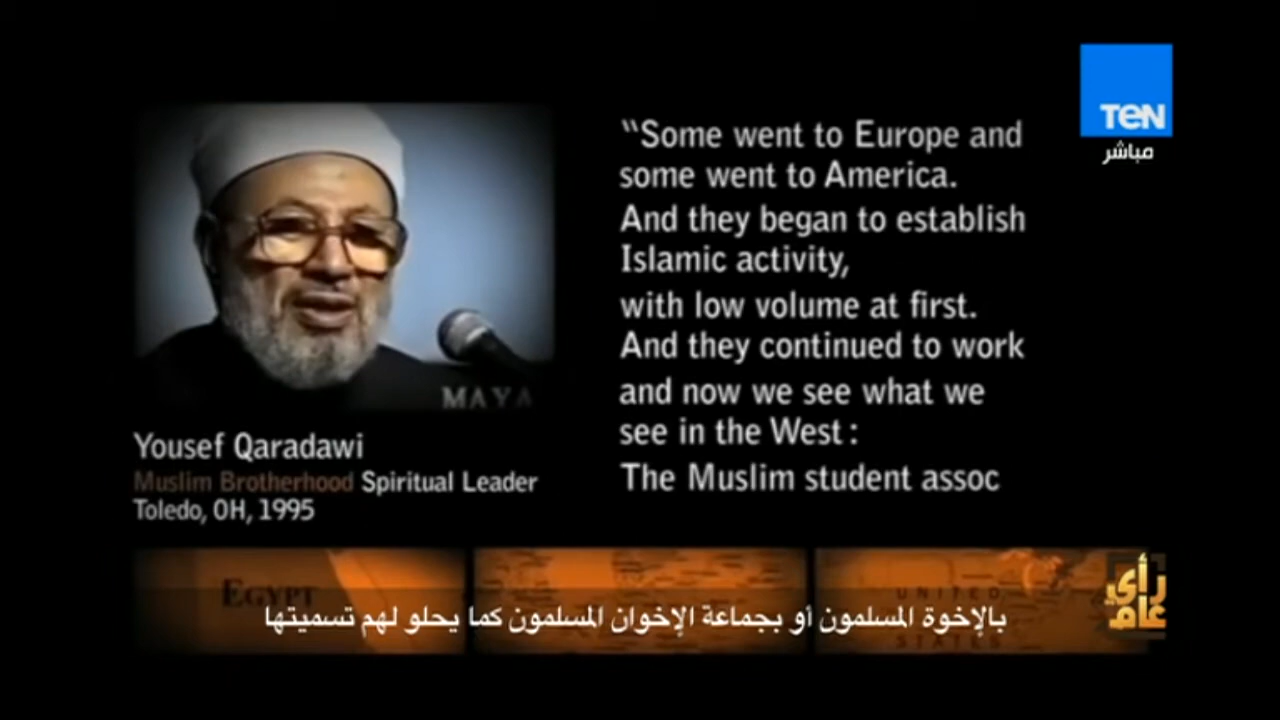 TEN
مباشر
“Some went to Europe and
some went to America.
And they began to establish
Islamic activity,
with low volume at first.
And they continued to work
and now we see what we
see in the West :
The Muslim student assoc
MAYA
Yousef Qaradawi
Muslim Brotherhood Spiritual Leader
Toledo, OH, 1995
EGYPT
UNITED
STATES
رأي
عام
بالإخوة المسلمون أو بجماعة الإخوان المسلمون كما يحلو لهم تسميتها